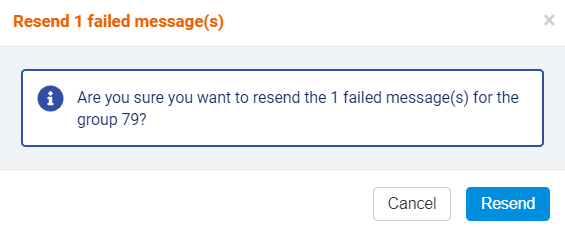 Resend 1 failed message(s)
×
Are you sure you want to resend the 1 failed message(s) for the
group 79?
Cancel
Resend